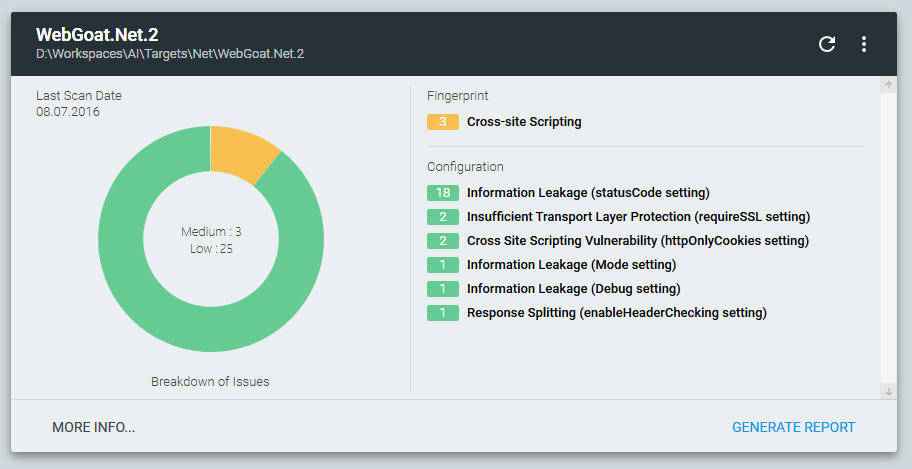 WebGoat.Net.2
D:\Workspaces\AI\Targets\Net\WebGoat.Net.2
Last Scan Date
08.07.2016
Medium : 3
Low : 25
Breakdown of Issues
Fingerprint
3 Cross-site Scripting
Configuration
18 Information Leakage (statusCode setting)
2 Insufficient Transport Layer Protection (requireSSL setting)
2 Cross Site Scripting Vulnerability (httpOnlyCookies setting)
1 Information Leakage (Mode setting)
1 Information Leakage (Debug setting)
1 Response Splitting (enableHeaderChecking setting)
MORE INFO...
GENERATE REPORT